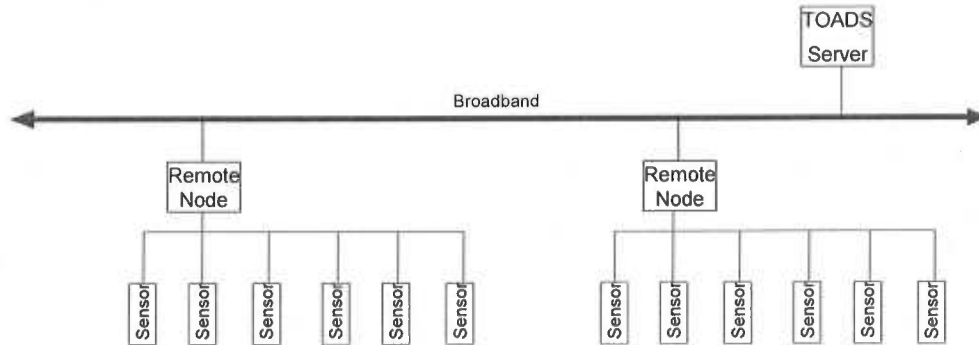 TOADS
Server
Broadband
Remote
Node
Remote
Node
Sensor
Sensor
Sensor
Sensor
Sensor
Sensor
Sensor
Sensor
Sensor
Sensor
Sensor
Sensor